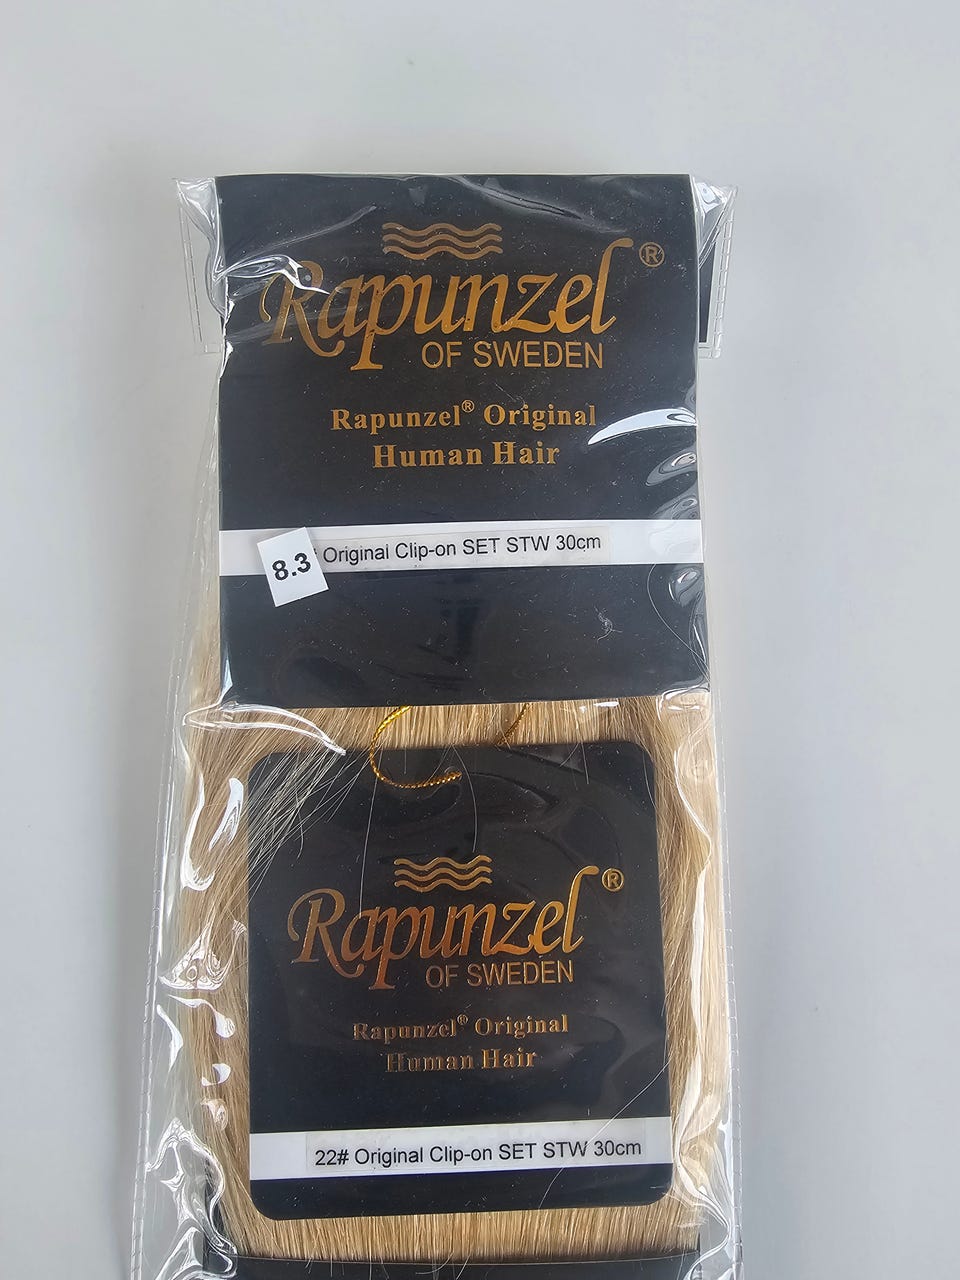 Rapunzel®
OF SWEDEN
Rapunzel® Original
Human Hair
8.3 # Original Clip-on SET STW 30cm
Rapunzel®
OF SWEDEN
Rapunzel® Original
Human Hair
22# Original Clip-on SET STW 30cm